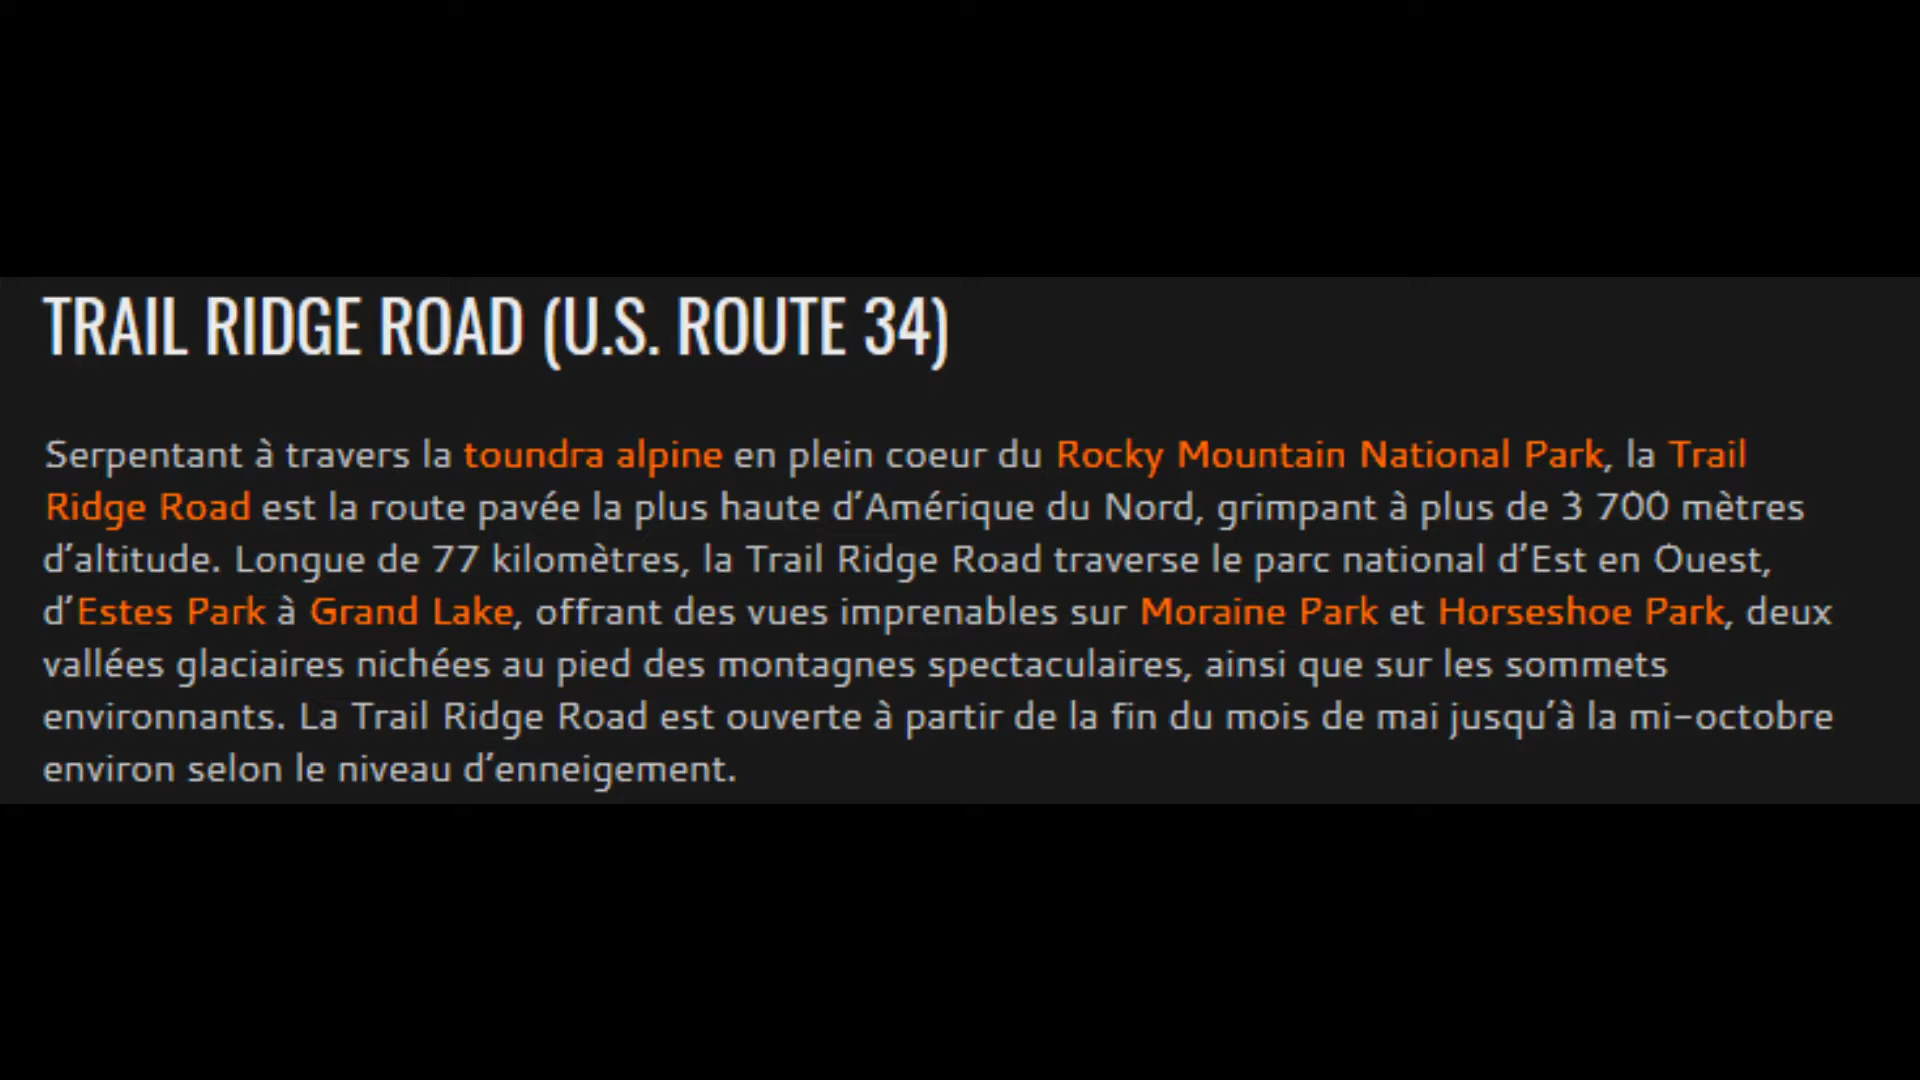 TRAIL RIDGE ROAD (U.S. ROUTE 34)
Serpentant à travers la toundra alpine en plein coeur du Rocky Mountain National Park, la Trail
Ridge Road est la route pavée la plus haute d’Amérique du Nord, grimpant à plus de 3 700 mètres
d’altitude. Longue de 77 kilomètres, la Trail Ridge Road traverse le parc national d’Est en Ouest,
d’Estes Park à Grand Lake, offrant des vues imprenables sur Moraine Park et Horseshoe Park, deux
vallées glaciaires nichées au pied des montagnes spectaculaires, ainsi que sur les sommets
environnants. La Trail Ridge Road est ouverte à partir de la fin du mois de mai jusqu’à la mi-octobre
environ selon le niveau d’enneigement.